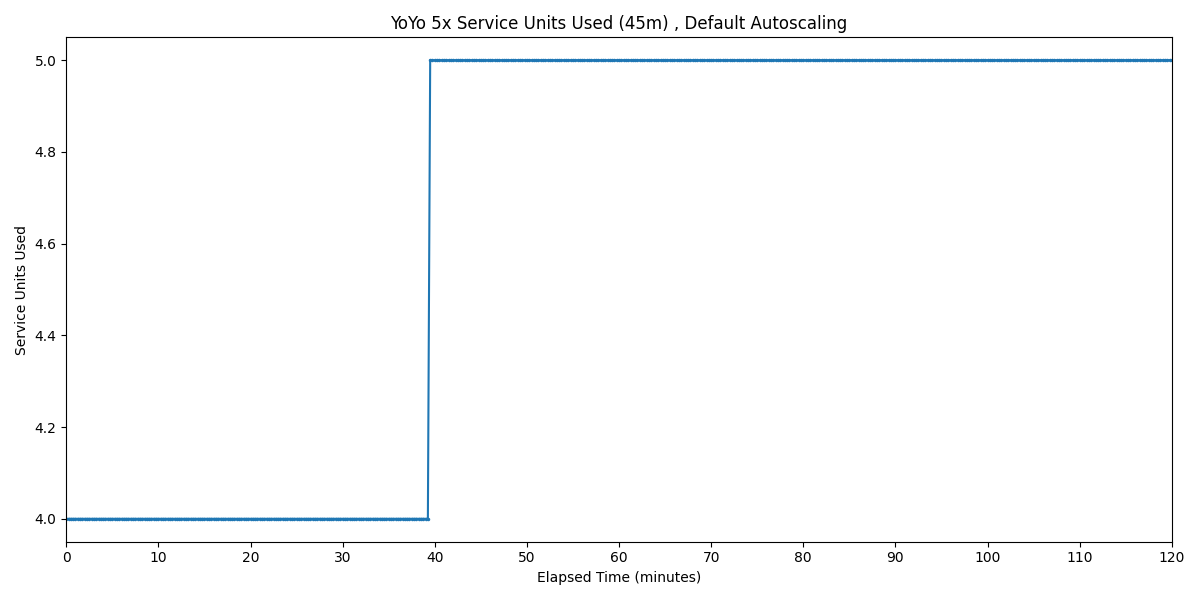 YoYo 5x Service Units Used (45m) , Default Autoscaling
5.0
4.8
4.6
4.4
4.2
4.0
Service Units Used
0 10 20 30 40 50 60 70 80 90 100 110 120
Elapsed Time (minutes)